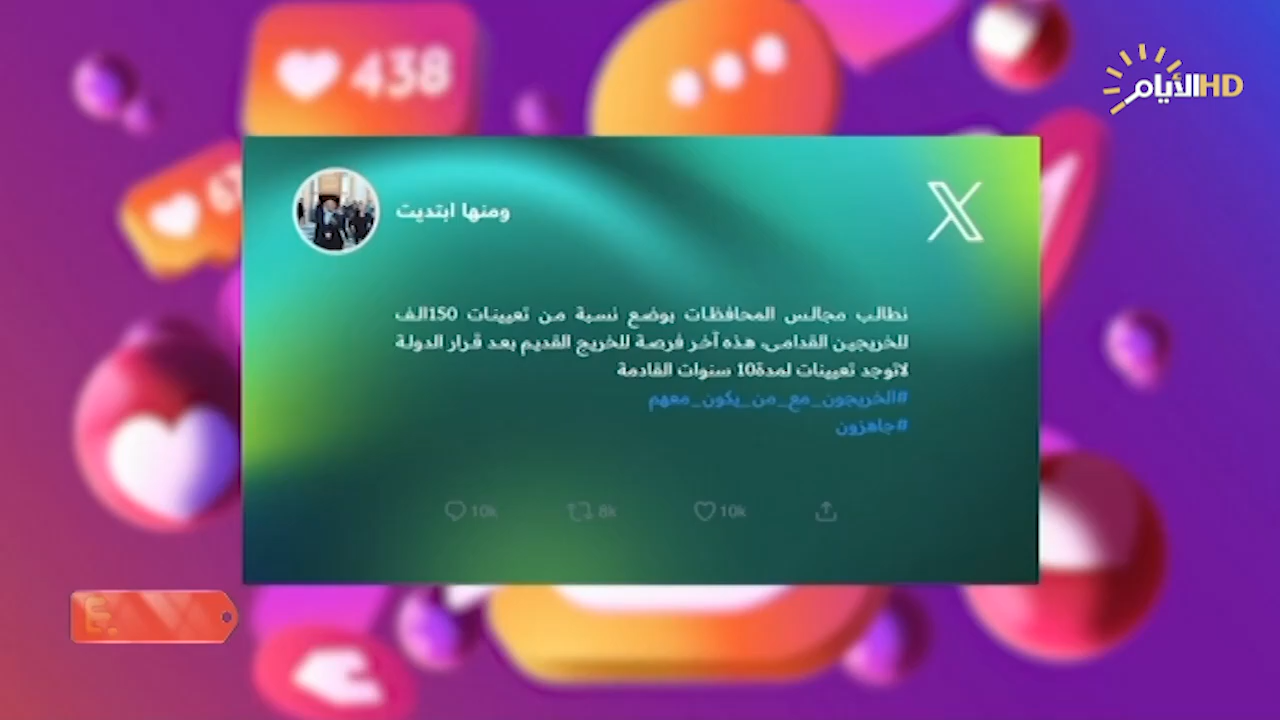 438
الأيام HD
ومنها ابتديت
نطالب مجالس المحافظات بوضع نسبة من تعيينات 150الف
للخريجين القدامى، هذه آخر فرصة للخريج القديم بعد قرار الدولة
لاتوجد تعيينات لمدة10 سنوات القادمة
#الخريجون_مع_من_يكون_معهم
#جاهزون
10k 8k 10k